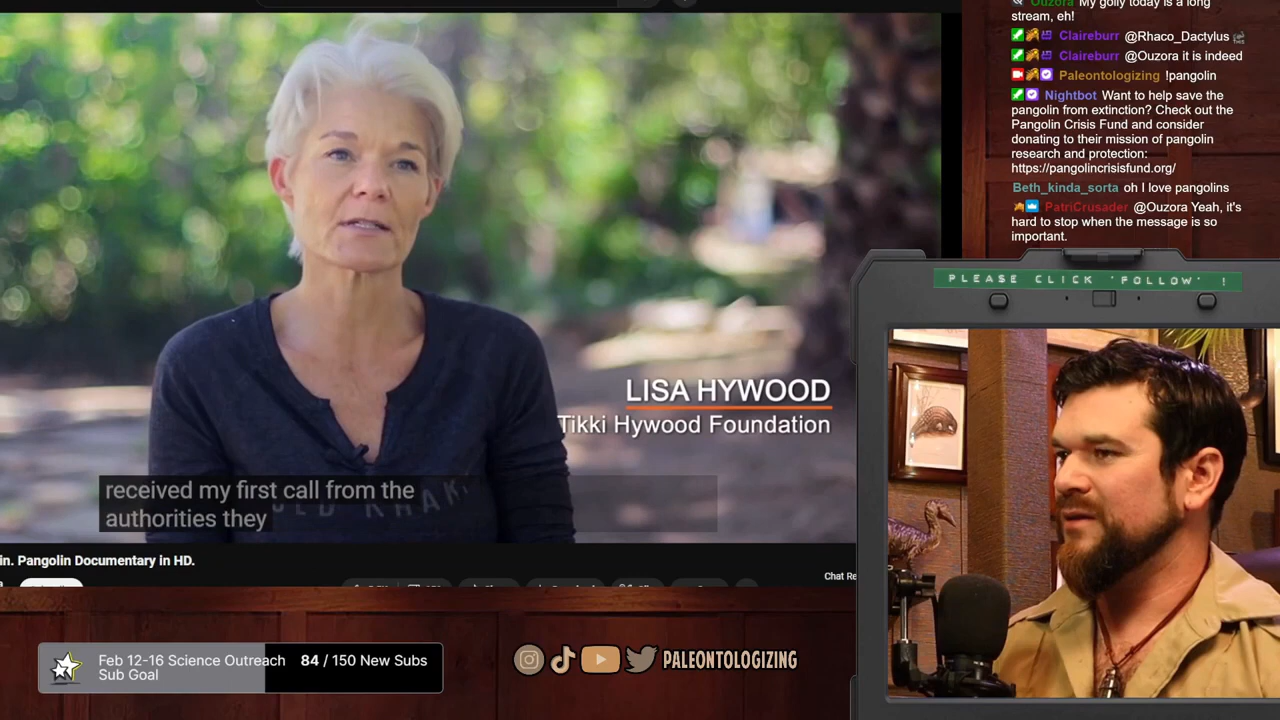 Ouzora My golly today is a long
stream, eh!
Claireburr @Rhaco_Dactylus
Claireburr @Ouzora it is indeed
Paleontologizing !pangolin
Nightbot Want to help save the
pangolin from extinction? Check out the
Pangolin Crisis Fund and consider
donating to their mission of pangolin
research and protection:
https://pangolincrisisfund.org/
Beth_kinda_sorta oh I love pangolins
PatriCrusader @Ouzora Yeah, it's
hard to stop when the message is so
important.
PLEASE CLICK 'FOLLOW' !
LISA HYWOOD
Tikki Hywood Foundation
received my first call from the
authorities they
in. Pangolin Documentary in HD.
Chat Re
Feb 12-16 Science Outreach
Sub Goal
84 / 150 New Subs
PALEONTOLOGIZING